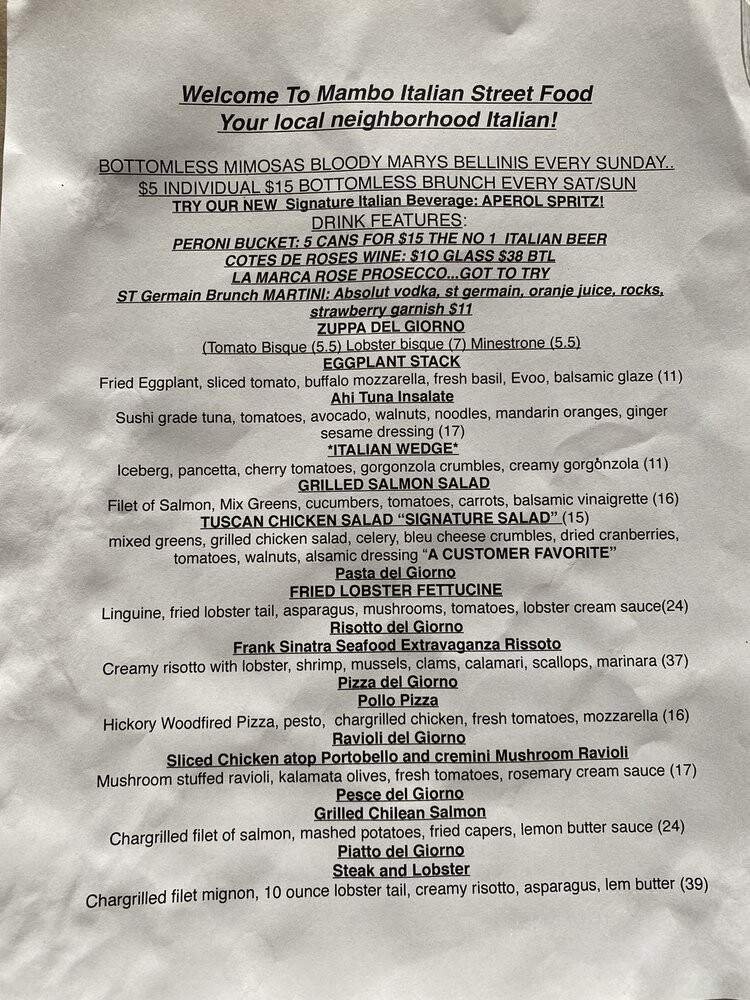 Welcome To Mambo Italian Street Food
Your local neighborhood Italian!
BOTTOMLESS MIMOSAS BLOODY MARYS BELLINIS EVERY SUNDAY..
$5 INDIVIDUAL $15 BOTTOMLESS BRUNCH EVERY SAT/SUN
TRY OUR NEW Signature Italian Beverage: APEROL SPRITZ!
DRINK FEATURES:
PERONI BUCKET: 5 CANS FOR $15 THE NO 1 ITALIAN BEER
COTES DE ROSES WINE: $1O GLASS $38 BTL
LA MARCA ROSE PROSECCO...GOT TO TRY
ST Germain Brunch MARTINI: Absolut vodka, st germain, oranje juice, rocks,
strawberry garnish $11
ZUPPA DEL GIORNO
(Tomato Bisque (5.5) Lobster bisque (7) Minestrone (5.5)
EGGPLANT STACK
Fried Eggplant, sliced tomato, buffalo mozzarella, fresh basil, Evoo, balsamic glaze (11)
Ahi Tuna Insalate
Sushi grade tuna, tomatoes, avocado, walnuts, noodles, mandarin oranges, ginger
sesame dressing (17)
*ITALIAN WEDGE*
Iceberg, pancetta, cherry tomatoes, gorgonzola crumbles, creamy gorgonzola (11)
GRILLED SALMON SALAD
Filet of Salmon, Mix Greens, cucumbers, tomatoes, carrots, balsamic vinaigrette (16)
TUSCAN CHICKEN SALAD “SIGNATURE SALAD” (15)
mixed greens, grilled chicken salad, celery, bleu cheese crumbles, dried cranberries,
tomatoes, walnuts, alsamic dressing “A CUSTOMER FAVORITE”
Pasta del Giorno
FRIED LOBSTER FETTUCINE
Linguine, fried lobster tail, asparagus, mushrooms, tomatoes, lobster cream sauce(24)
Risotto del Giorno
Frank Sinatra Seafood Extravaganza Rissoto
Creamy risotto with lobster, shrimp, mussels, clams, calamari, scallops, marinara (37)
Pizza del Giorno
Pollo Pizza
Hickory Woodfired Pizza, pesto, chargrilled chicken, fresh tomatoes, mozzarella (16)
Ravioli del Giorno
Sliced Chicken atop Portobello and cremini Mushroom Ravioli
Mushroom stuffed ravioli, kalamata olives, fresh tomatoes, rosemary cream sauce (17)
Pesce del Giorno
Grilled Chilean Salmon
Chargrilled filet of salmon, mashed potatoes, fried capers, lemon butter sauce (24)
Piatto del Giorno
Steak and Lobster
Chargrilled filet mignon, 10 ounce lobster tail, creamy risotto, asparagus, lem butter (39)